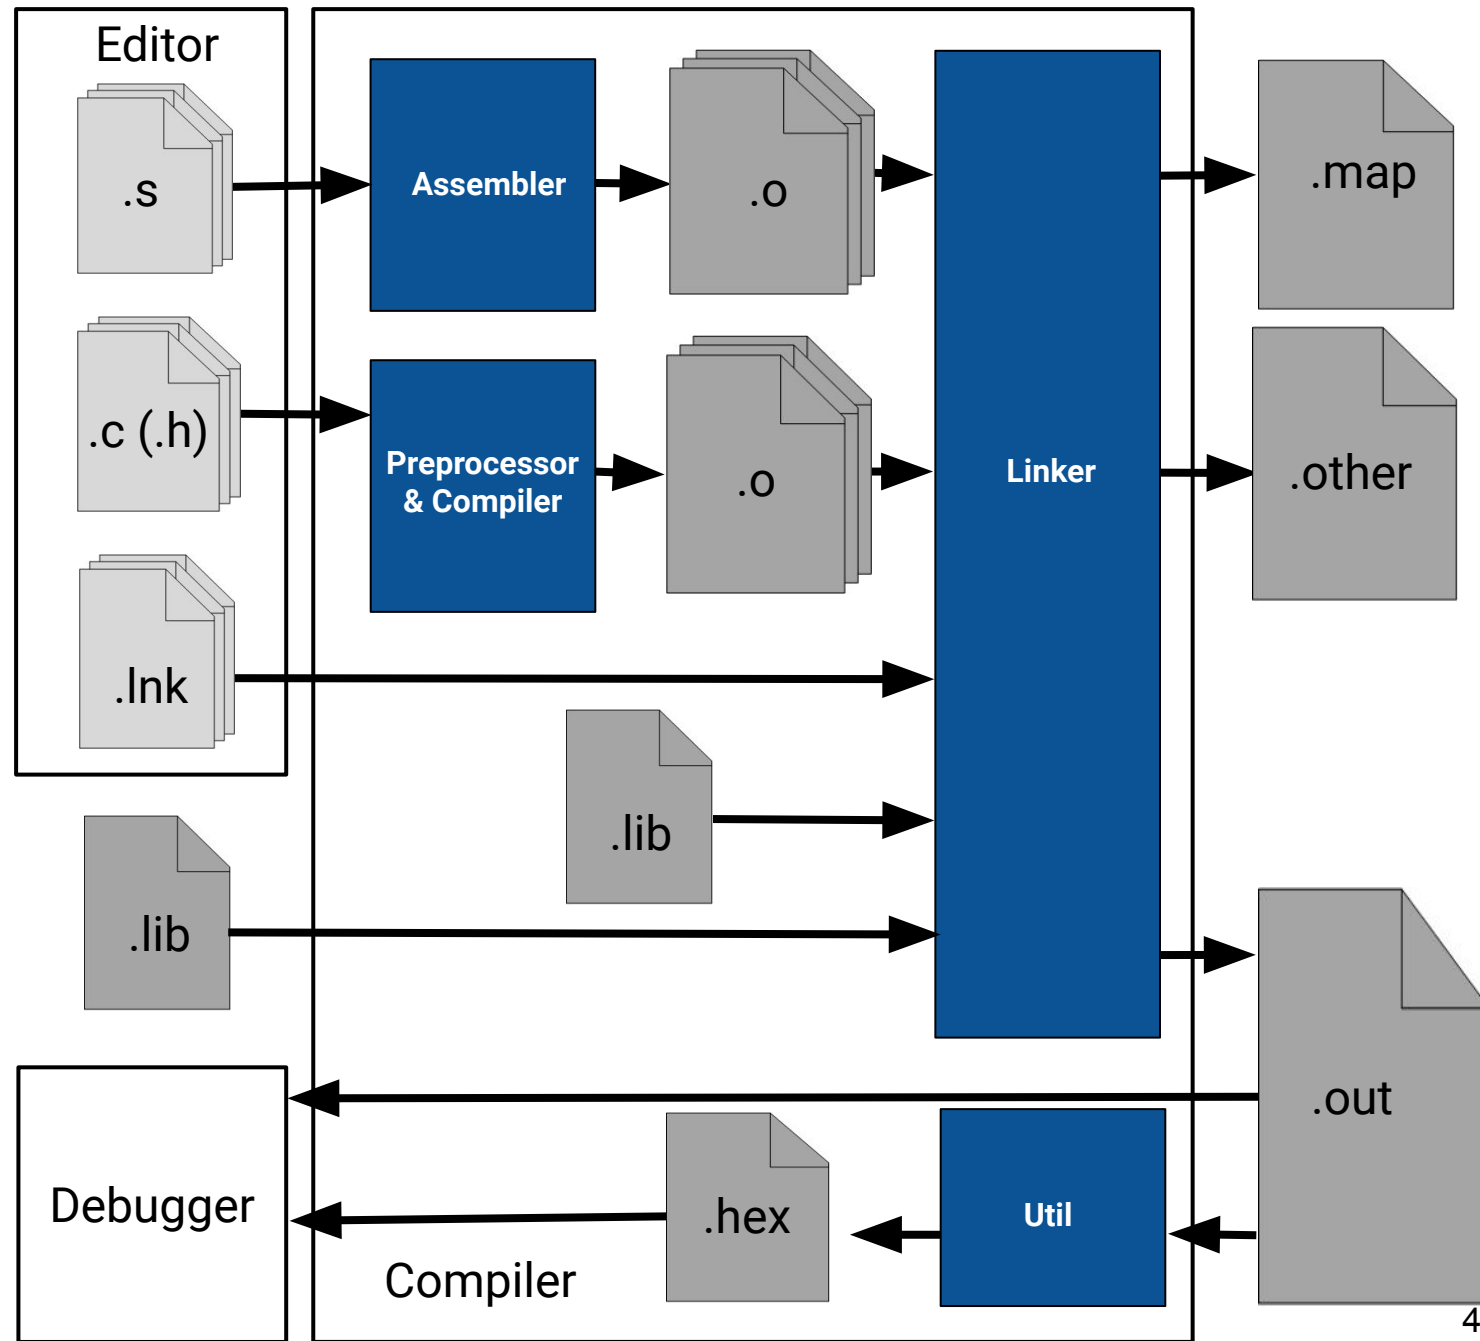 Editor
.s
Assembler
.o
.map
.c (.h)
Preprocessor
& Compiler
.o
Linker
.other
.lnk
.lib
.lib
.out
Debugger
.hex
Util
Compiler
4